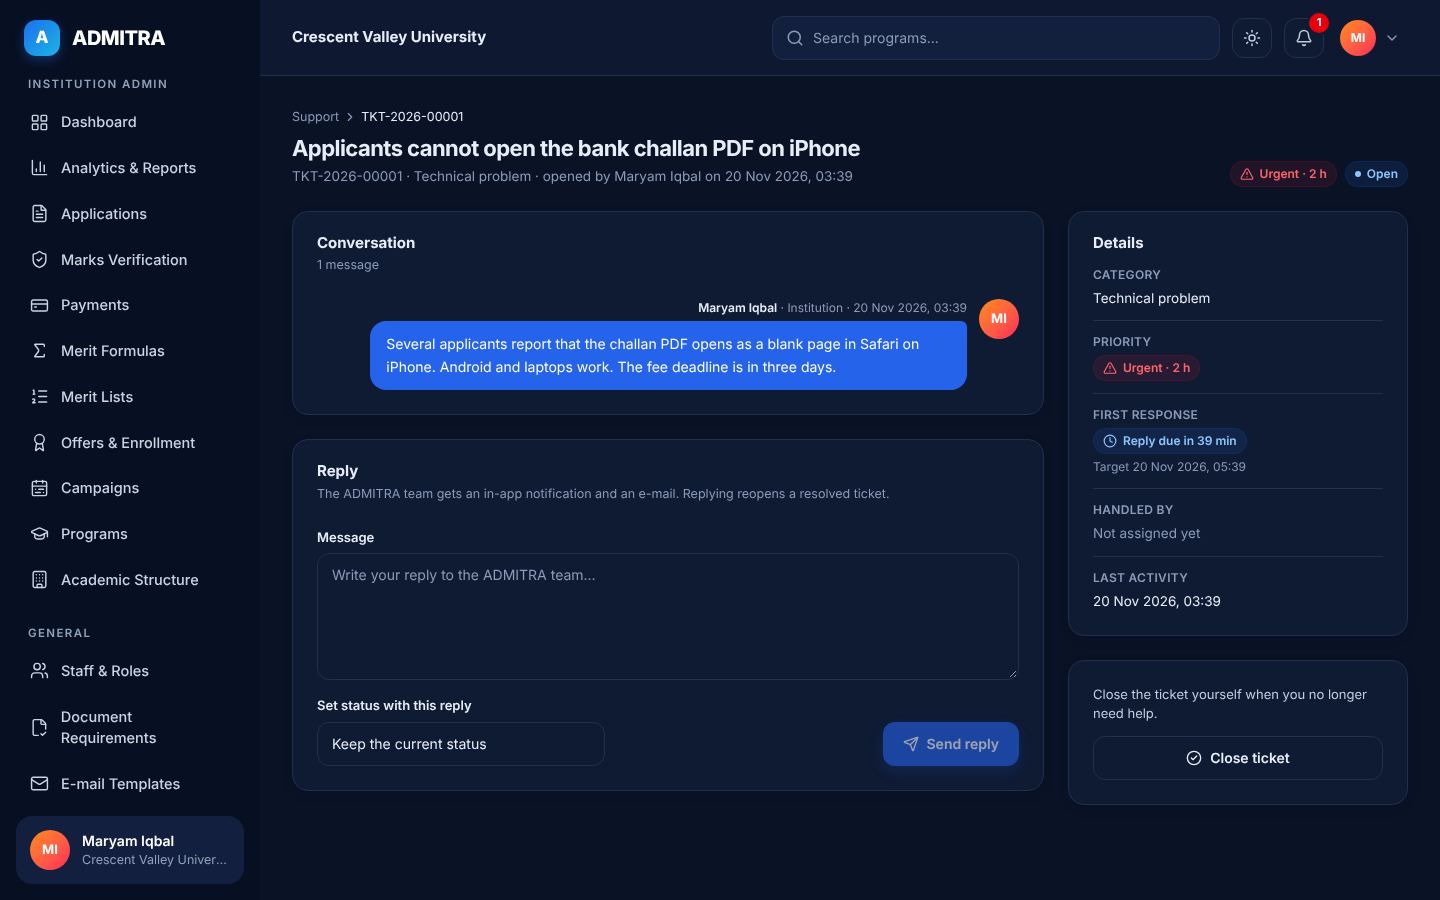 A ADMITRA
INSTITUTION ADMIN
Dashboard
Analytics & Reports
Applications
Marks Verification
Payments
Merit Formulas
Merit Lists
Offers & Enrollment
Campaigns
Programs
Academic Structure
GENERAL
Staff & Roles
Document
Requirements
E-mail Templates
MI
Maryam Iqbal
Crescent Valley Univer...
Crescent Valley University
Search programs...
1
MI
Support > TKT-2026-00001
Applicants cannot open the bank challan PDF on iPhone
TKT-2026-00001 · Technical problem · opened by Maryam Iqbal on 20 Nov 2026, 03:39
Urgent · 2 h
Open
Conversation
1 message
Maryam Iqbal · Institution · 20 Nov 2026, 03:39
MI
Several applicants report that the challan PDF opens as a blank page in Safari on
iPhone. Android and laptops work. The fee deadline is in three days.
Reply
The ADMITRA team gets an in-app notification and an e-mail. Replying reopens a resolved ticket.
Message
Write your reply to the ADMITRA team...
Set status with this reply
Keep the current status
Send reply
Details
CATEGORY
Technical problem
PRIORITY
Urgent · 2 h
FIRST RESPONSE
Reply due in 39 min
Target 20 Nov 2026, 05:39
HANDLED BY
Not assigned yet
LAST ACTIVITY
20 Nov 2026, 03:39
Close the ticket yourself when you no longer
need help.
Close ticket